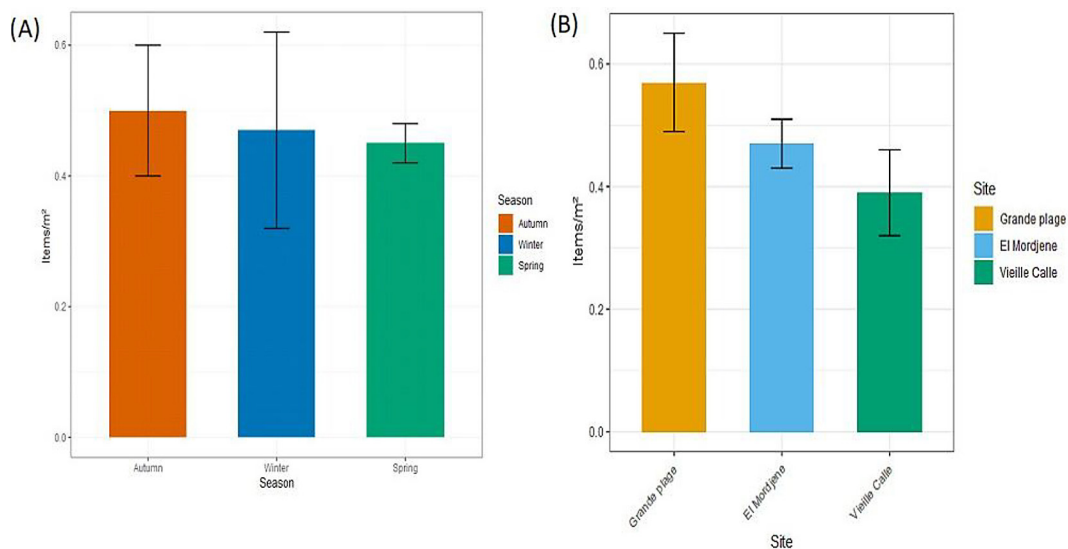 (A)
0.6
0.4
0.2
0.0
Items/m²
Autumn
Winter
Spring
Season
Season
Autumn
Winter
Spring
(B)
0.6
0.4
0.2
0.0
Items/m²
Grande plage
El Mordjene
Vieille Calle
Site
Site
Grande plage
El Mordjene
Vieille Calle